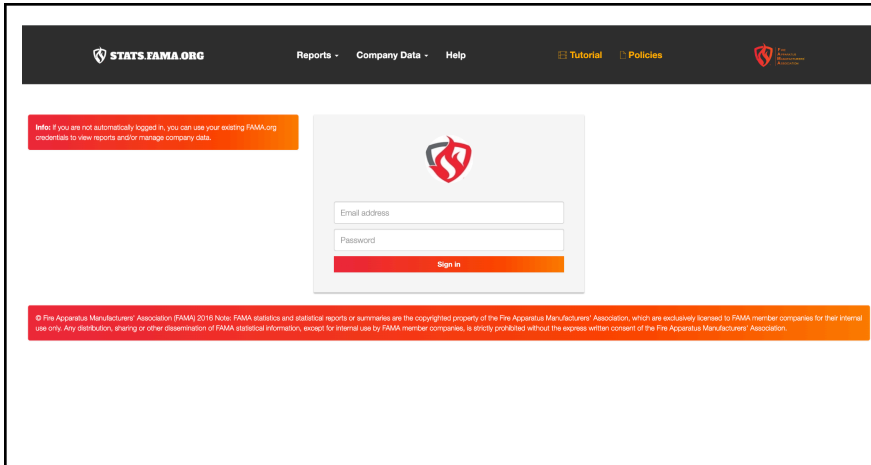 STATS.FAMA.ORG
Reports
Company Data
Help
Tutorial
Policies
Fire
Apparatus
Manufacturers
Association
Info: If you are not automatically logged in, you can use your existing FAMA.org
credentials to view reports and/or manage company data.
Email address
Password
Sign in
© Fire Apparatus Manufacturers' Association (FAMA) 2016 Note: FAMA statistics and statistical reports or summaries are the copyrighted property of the Fire Apparatus Manufacturers' Association, which are exclusively licensed to FAMA member companies for their internal
use only. Any distribution, sharing or other dissemination of FAMA statistical information, except for internal use by FAMA member companies, is strictly prohibited without the express written consent of the Fire Apparatus Manufacturers' Association.